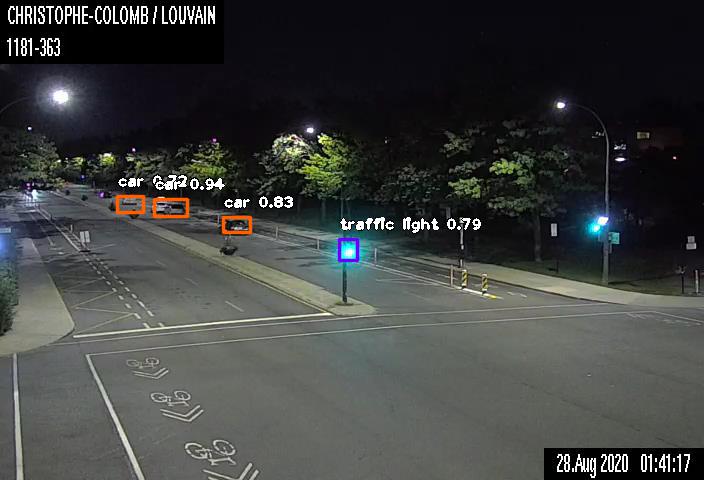 CHRISTOPHE-COLOMB / LOUVAIN
1181-363
car 0.72
car 0.94
car 0.83
traffic light 0.79
28.Aug 2020 01:41:17